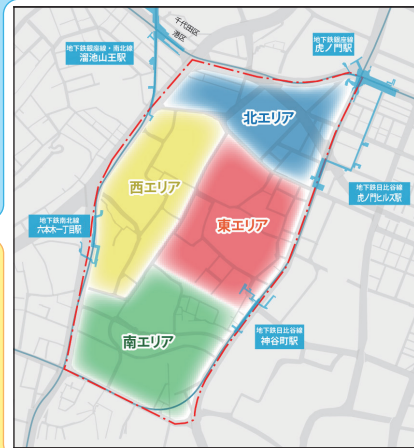 千代田区
港区
地下鉄銀座線・南北線
溜池山王駅
地下鉄銀座線
虎ノ門駅
北エリア
西エリア
地下鉄日比谷線
虎ノ門ヒルズ駅
地下鉄南北線
六本木一丁目駅
東エリア
南エリア
地下鉄日比谷線
神谷町駅